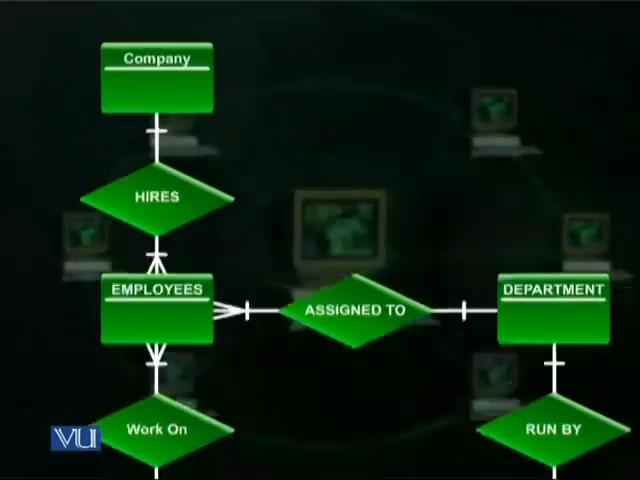 Company
HIRES
EMPLOYEES
ASSIGNED TO
DEPARTMENT
Work On
RUN BY
VU